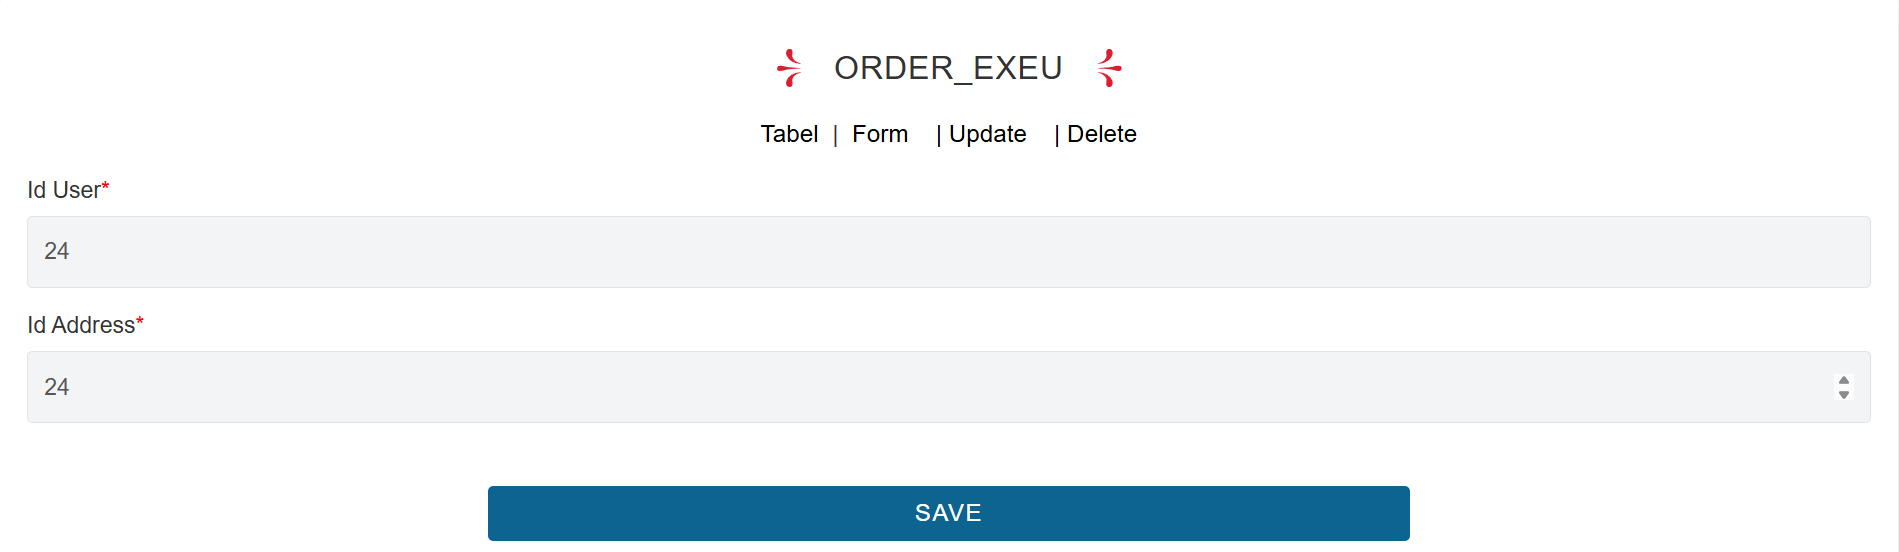 ORDER_EXEU
Tabel | Form | Update | Delete
Id User*
24
Id Address*
24
SAVE